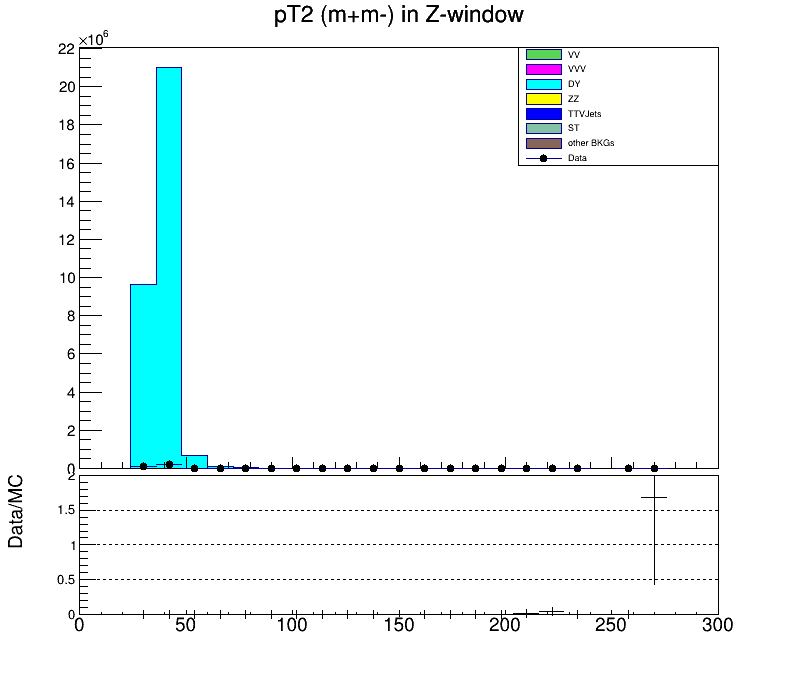 pT2 (m+m-) in Z-window
×10⁶
22
20
18
16
14
12
10
8
6
4
2
0
VV
VVV
DY
ZZ
TTVJets
ST
other BKGs
Data
Data/MC
2
1.5
1
0.5
0
0 50 100 150 200 250 300